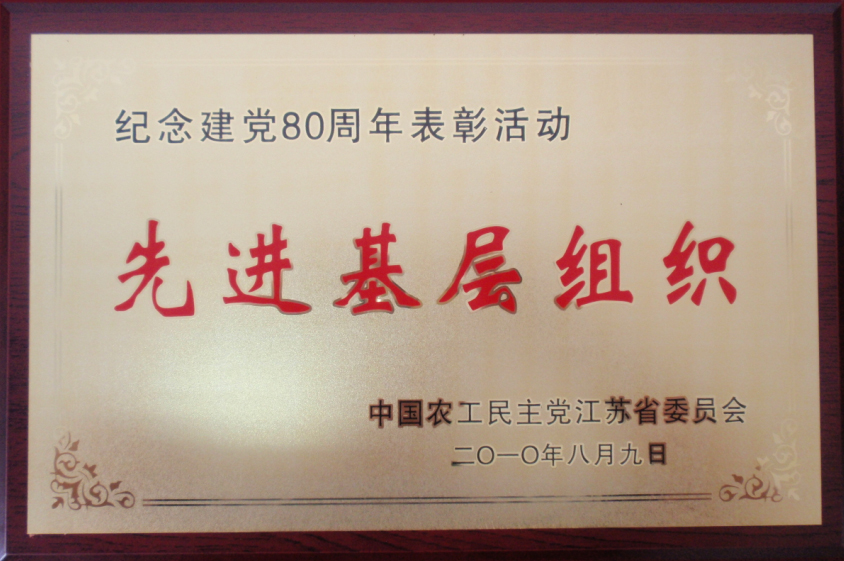 纪念建党80周年表彰活动
先进基层组织
中国农工民主党江苏省委员会
二〇一〇年八月九日